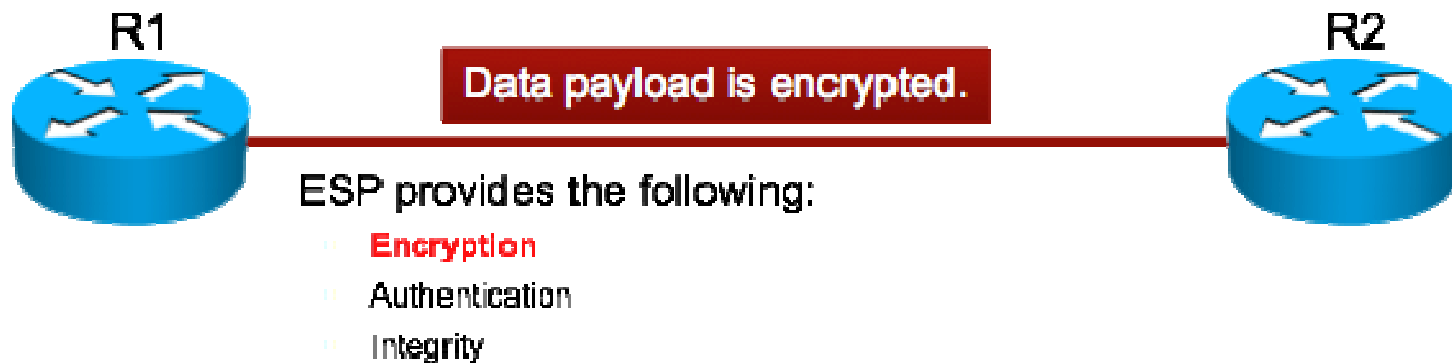 R1
R2
Data payload is encrypted.
ESP provides the following:
Encryption
Authentication
Integrity